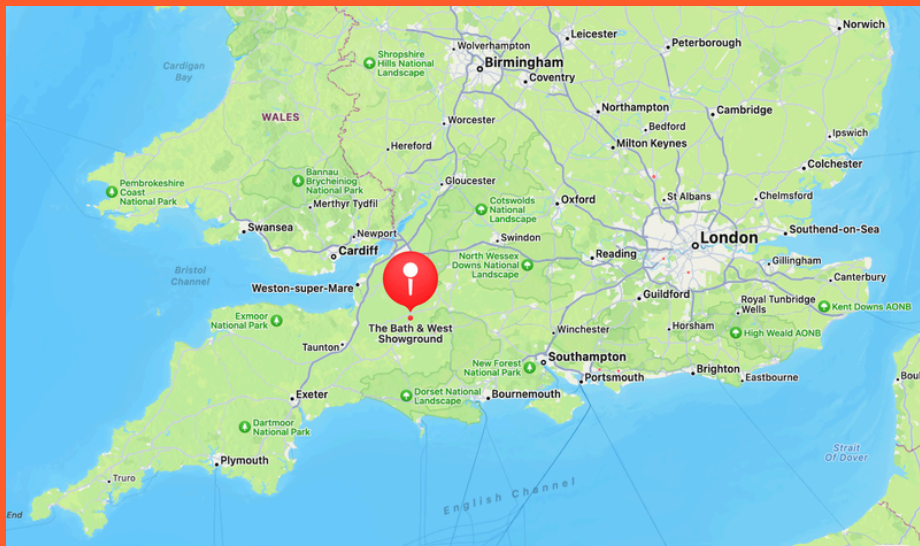 Norwich
Leicester
Peterborough
Wolverhampton
Shropshire
Hills National
Landscape
Birmingham
Coventry
Cardigan
Bay
Northampton
Cambridge
WALES
Worcester
Bedford
Ipswich
Hereford
Milton Keynes
Colchester
Bannau
Brycheiniog
National Park
Gloucester
Pembrokeshire
Coast
National Park
Merthyr Tydfil
Cotswolds
National
Landscape
Oxford
St Albans
Chelmsford
Swansea
Newport
Swindon
London
Southend-on-Sea
Cardiff
North Wessex
Downs National
Landscape
Reading
Gillingham
Bristol
Channel
Canterbury
Weston-super-Mare
Guildford
Royal Tunbridge
Wells
Kent Downs AONB
Exmoor
National Park
The Bath & West
Showground
Winchester
Horsham
High Weald AONB
Taunton
Southampton
New Forest
National Park
Portsmouth
Brighton
Eastbourne
Boul
Exeter
Dorset National
Landscape
Bournemouth
Dartmoor
National Park
Strait
Of Dover
Plymouth
Truro
English Channel
End